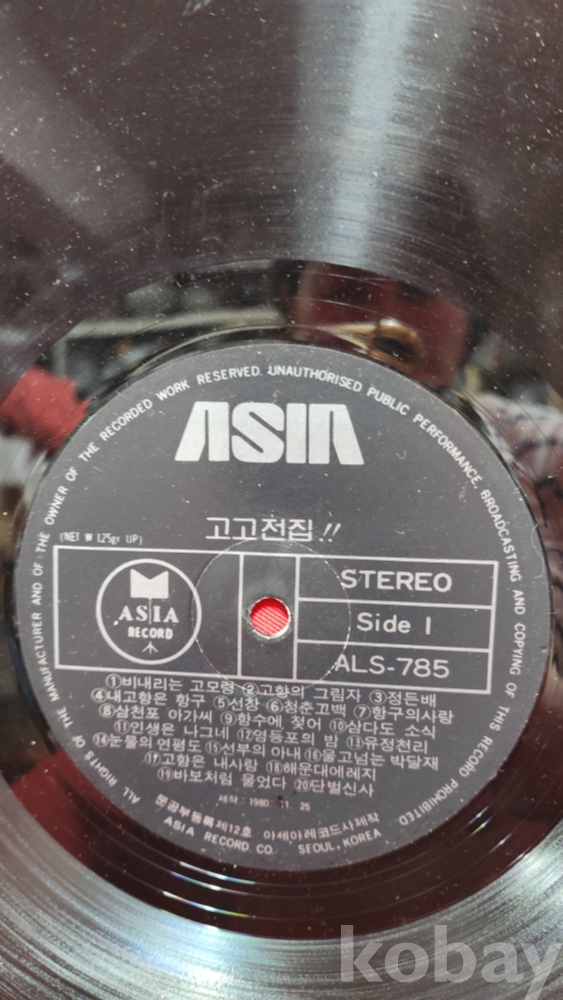 ALL RIGHTS OF THE MANUFACTURER AND OF THE OWNER OF THE RECORDED WORK RESERVED. UNAUTHORISED PUBLIC PERFORMANCE, BROADCASTING AND COPYING OF THIS RECORD PROHIBITED
ASIA
고고전집!!
(NET W 125gr UP)
ASIA
RECORD
STEREO
Side 1
ALS-785
①비내리는 고모령 ②고향의 그림자 ③정든배
④내고향은 항구 ⑤선창 ⑥청춘꼬백 ⑦항구의사랑
⑧삼천포 아가씨 ⑨향수에 젖어 ⑩삼다도 소식
⑪인생은 나그네 ⑫영등포의 밤 ⑬유정천리
⑭눈물의 연평도 ⑮선부의 아내 ⑯울고넘는 박달재
⑰고향은 내사랑 ⑱해운대에레지
⑲바보처럼 울었다 ⑳단벌신사
제작: 1980. 1. 25
문공부등록제12호 아세아레코드사제작
ASIA RECORD CO. SEOUL, KOREA
kobay